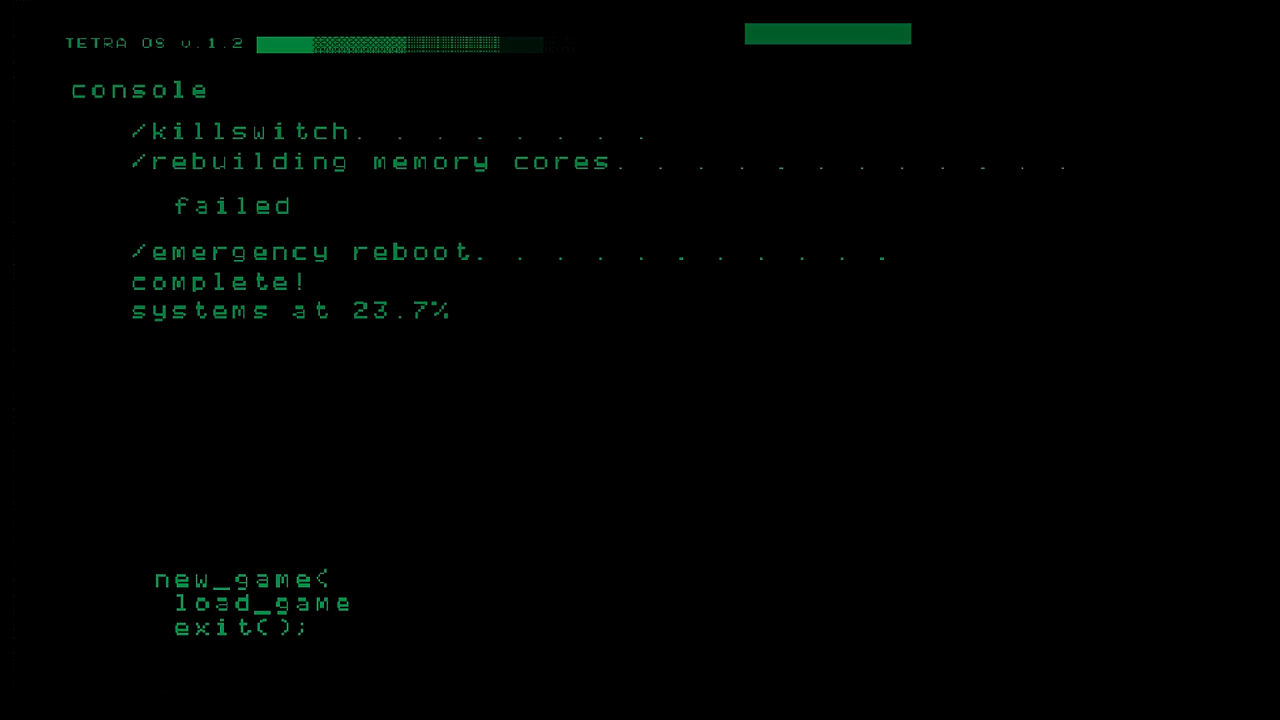 TETRA OS v.1.2
console
/killswitch. . . . . . . .
/rebuilding memory cores. . . . . . . . . . . .
failed
/emergency reboot. . . . . . . . . . .
complete!
systems at 23.7%
new_game(
load_game
exit();